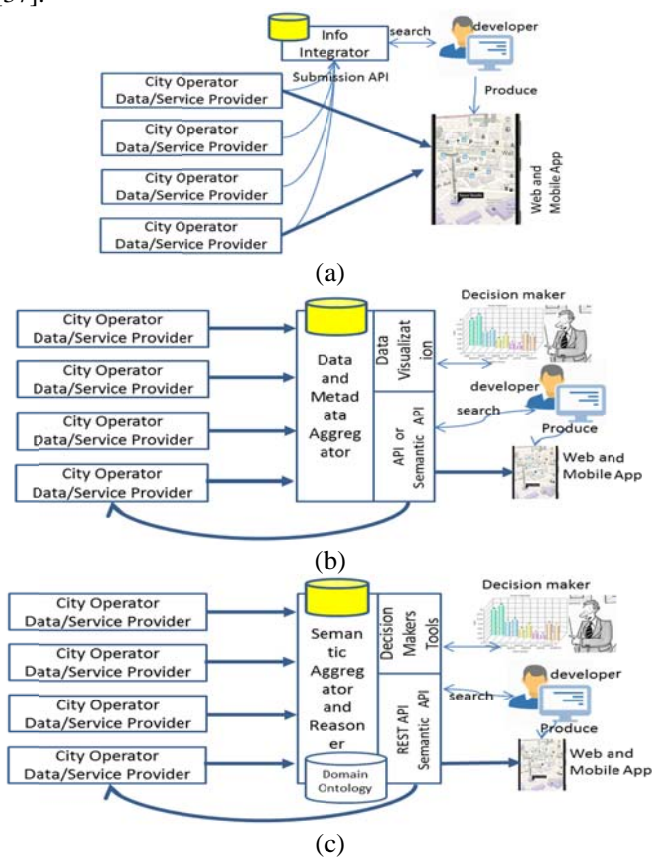 [37].
Info
Integrator
search
developer
Submission API
Produce
City Operator
Data/Service Provider
City Operator
Data/Service Provider
City Operator
Data/Service Provider
City Operator
Data/Service Provider
Web and
Mobile App
(a)
Decision maker
City Operator
Data/Service Provider
City Operator
Data/Service Provider
City Operator
Data/Service Provider
City Operator
Data/Service Provider
Data
and
Metad
ata
Aggreg
ator
Data
Visualizat
ion
API or
Semantic API
developer
search
Produce
Web and
Mobile App
(b)
Decision maker
City Operator
Data/Service Provider
City Operator
Data/Service Provider
City Operator
Data/Service Provider
City Operator
Data/Service Provider
Seman
tic
Aggreg
ator
and
Reason
er
Domain
Ontology
Decision
Makers
Tools
REST API
Semantic API
developer
search
Produce
Web and
Mobile App
(c)